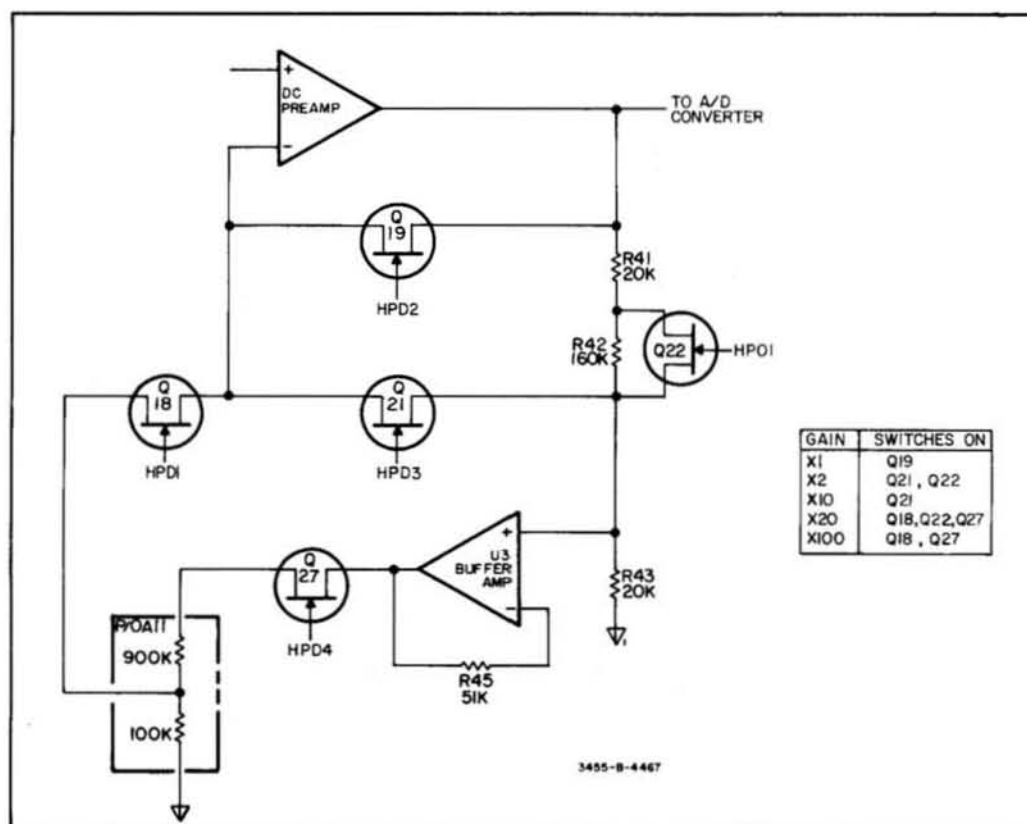 +
DC
PREAMP
-
TO A/D
CONVERTER
Q
19
HPD2
R41
20K
R42
160K
Q22
HPO1
Q
18
HPD1
Q
21
HPD3
GAIN SWITCHES ON
X1 Q19
X2 Q21, Q22
X10 Q21
X20 Q18,Q22,Q27
X100 Q18, Q27
+
U3
BUFFER
AMP
-
Q
27
HPD4
R43
20K
R45
51K
P/OA11
900K
100K
3455-B-4467